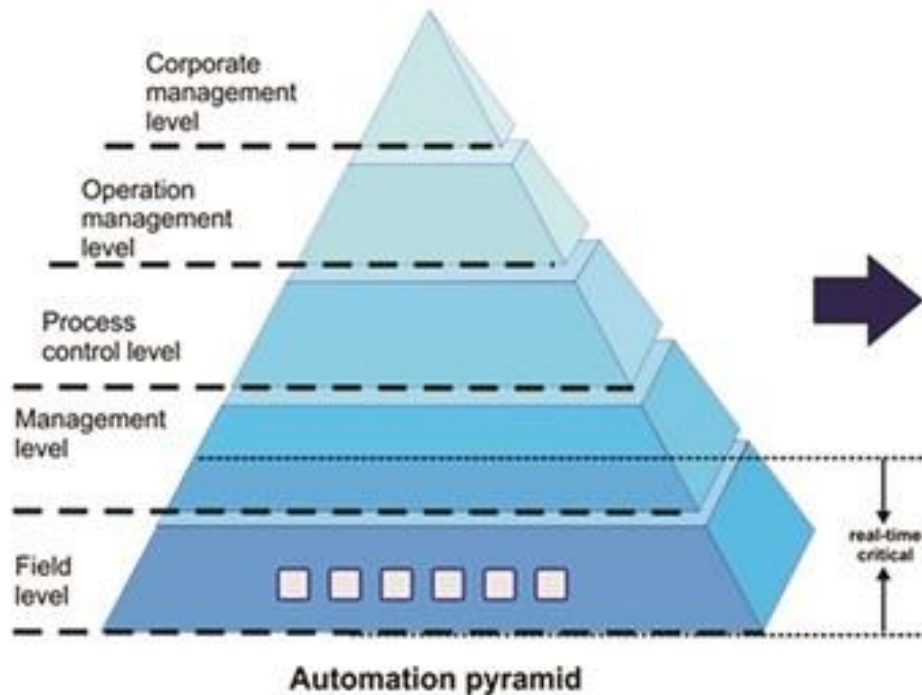 Corporate
management
level
Operation
management
level
Process
control level
Management
level
real-time
critical
Field
level
Automation pyramid